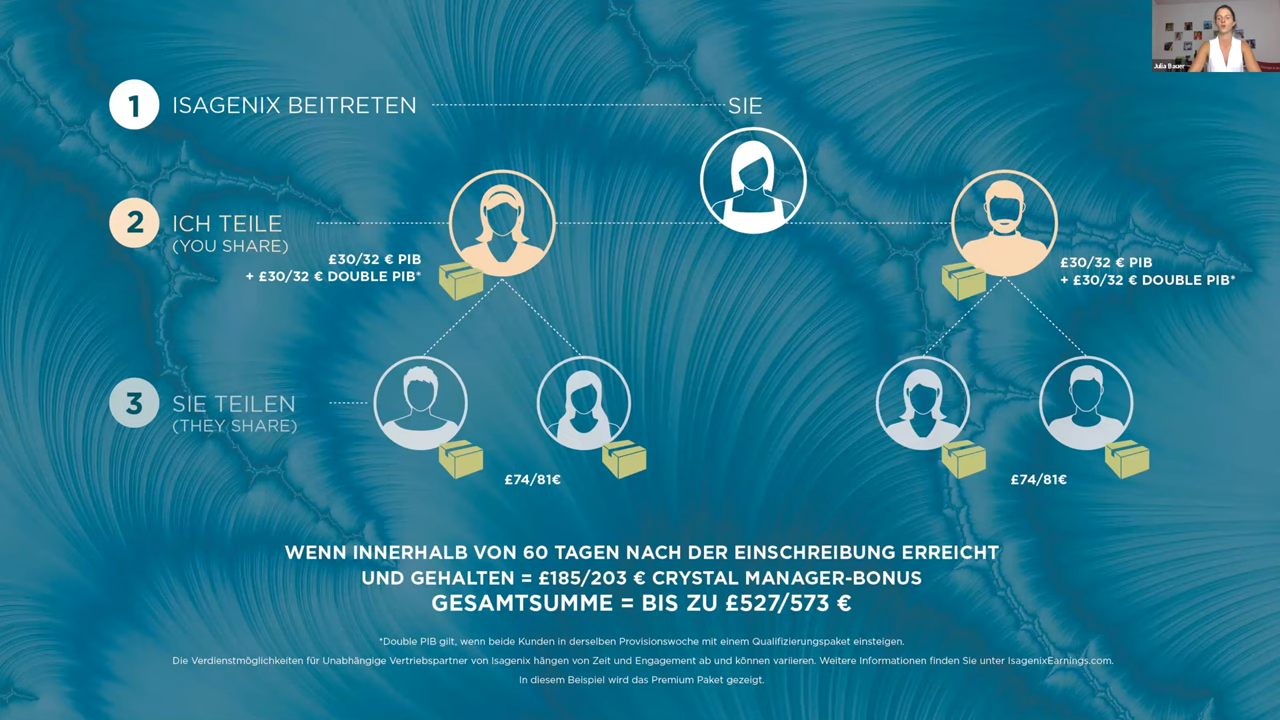 Julia Bauer
1 ISAGENIX BEITRETEN
SIE
2 ICH TEILE
(YOU SHARE)
£30/32 € PIB
+ £30/32 € DOUBLE PIB*
£30/32 € PIB
+ £30/32 € DOUBLE PIB*
3 SIE TEILEN
(THEY SHARE)
£74/81€
£74/81€
WENN INNERHALB VON 60 TAGEN NACH DER EINSCHREIBUNG ERREICHT
UND GEHALTEN = £185/203 € CRYSTAL MANAGER-BONUS
GESAMTSUMME = BIS ZU £527/573 €
*Double PIB gilt, wenn beide Kunden in derselben Provisionswoche mit einem Qualifizierungspaket einsteigen.
Die Verdienstmöglichkeiten für Unabhängige Vertriebspartner von Isagenix hängen von Zeit und Engagement ab und können variieren. Weitere Informationen finden Sie unter IsagenixEarnings.com.
In diesem Beispiel wird das Premium Paket gezeigt.